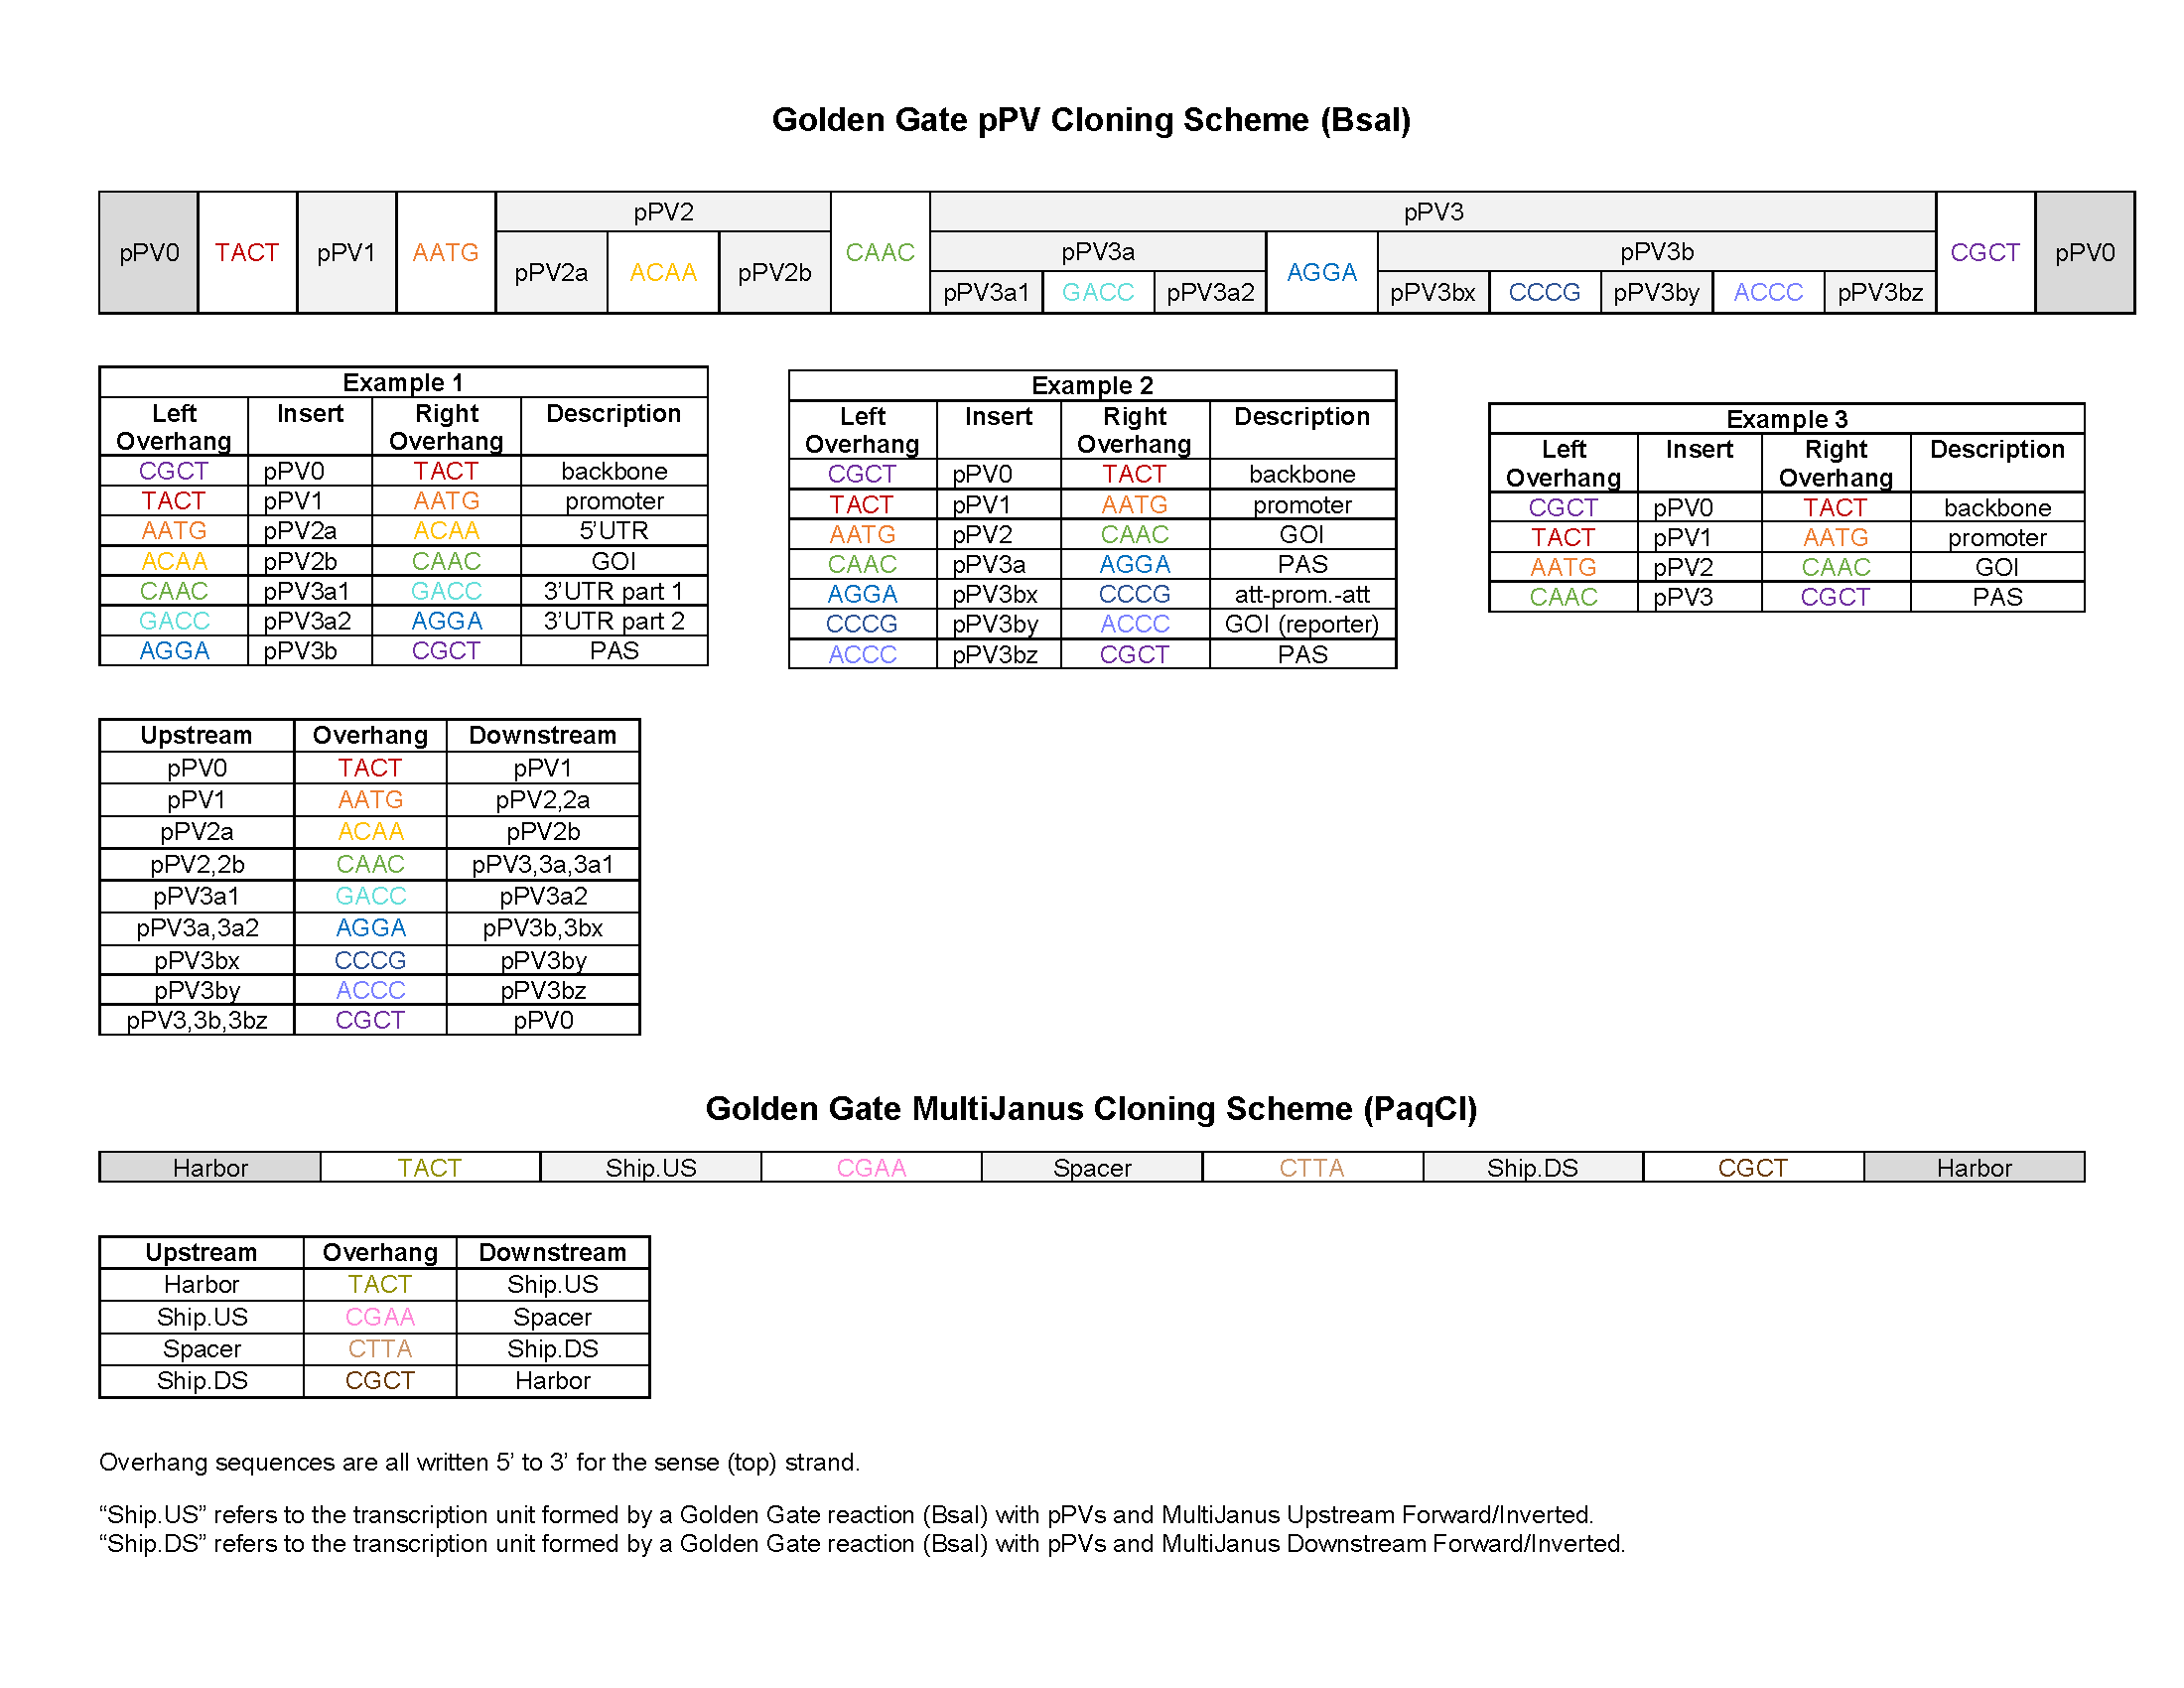 Golden Gate pPV Cloning Scheme (BsaI)
pPV0 TACT pPV1 AATG pPV2 CAAC pPV3 CGCT pPV0
pPV2a ACAA pPV2b pPV3a AGGA pPV3b
pPV3a1 GACC pPV3a2 pPV3bx CCCG pPV3by ACCC pPV3bz
Example 1
Left Overhang Insert Right Overhang Description
CGCT pPV0 TACT backbone
TACT pPV1 AATG promoter
AATG pPV2a ACAA 5’UTR
ACAA pPV2b CAAC GOI
CAAC pPV3a1 GACC 3’UTR part 1
GACC pPV3a2 AGGA 3’UTR part 2
AGGA pPV3b CGCT PAS
Example 2
Left Overhang Insert Right Overhang Description
CGCT pPV0 TACT backbone
TACT pPV1 AATG promoter
AATG pPV2 CAAC GOI
CAAC pPV3a AGGA PAS
AGGA pPV3bx CCCG att-prom.-att
CCCG pPV3by ACCC GOI (reporter)
ACCC pPV3bz CGCT PAS
Example 3
Left Overhang Insert Right Overhang Description
CGCT pPV0 TACT backbone
TACT pPV1 AATG promoter
AATG pPV2 CAAC GOI
CAAC pPV3 CGCT PAS
Upstream Overhang Downstream
pPV0 TACT pPV1
pPV1 AATG pPV2,2a
pPV2a ACAA pPV2b
pPV2,2b CAAC pPV3,3a,3a1
pPV3a1 GACC pPV3a2
pPV3a,3a2 AGGA pPV3b,3bx
pPV3bx CCCG pPV3by
pPV3by ACCC pPV3bz
pPV3,3b,3bz CGCT pPV0
Golden Gate MultiJanus Cloning Scheme (PaqCI)
Harbor TACT Ship.US CGAA Spacer CTTA Ship.DS CGCT Harbor
Upstream Overhang Downstream
Harbor TACT Ship.US
Ship.US CGAA Spacer
Spacer CTTA Ship.DS
Ship.DS CGCT Harbor
Overhang sequences are all written 5’ to 3’ for the sense (top) strand.
“Ship.US” refers to the transcription unit formed by a Golden Gate reaction (BsaI) with pPVs and MultiJanus Upstream Forward/Inverted.
“Ship.DS” refers to the transcription unit formed by a Golden Gate reaction (BsaI) with pPVs and MultiJanus Downstream Forward/Inverted.